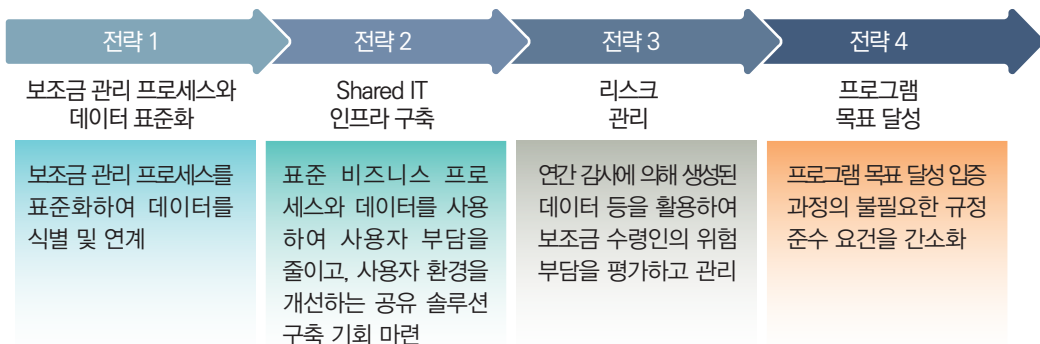 전략 1
전략 2
전략 3
전략 4
보조금 관리 프로세스와
데이터 표준화
Shared IT
인프라 구축
리스크
관리
프로그램
목표 달성
보조금 관리 프로세스를
표준화하여 데이터를
식별 및 연계
표준 비즈니스 프로
세스와 데이터를 사용
하여 사용자 부담을
줄이고, 사용자 환경을
개선하는 공유 솔루션
구축 기회 마련
연간 감사에 의해 생성된
데이터 등을 활용하여
보조금 수령인의 위험
부담을 평가하고 관리
프로그램 목표 달성 입증
과정의 불필요한 규정
준수 요건을 간소화